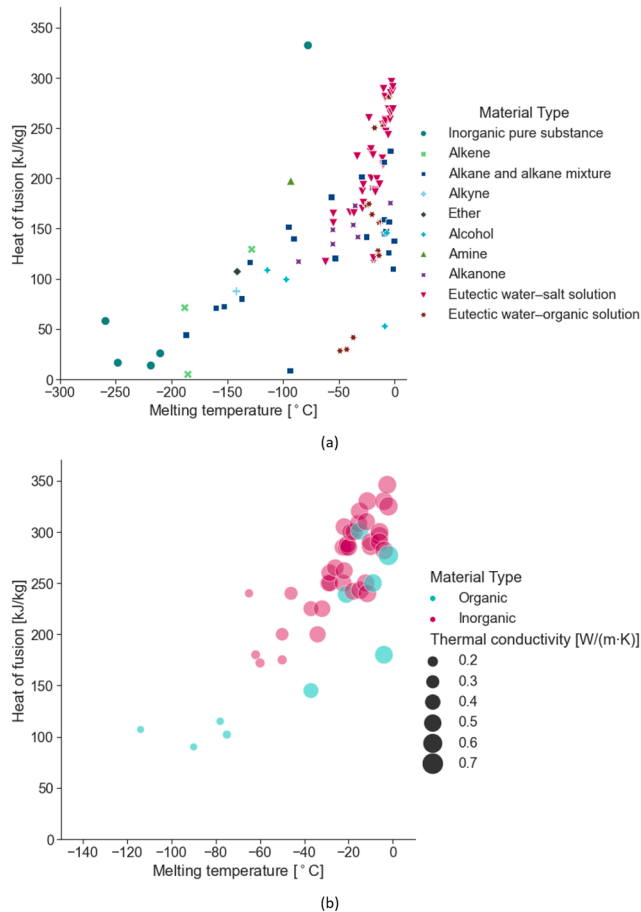 350
300
250
200
150
100
50
0
Heat of fusion [kJ/kg]
−300 −250 −200 −150 −100 −50 0
Melting temperature [°C]
Material Type
Inorganic pure substance
Alkene
Alkane and alkane mixture
Alkyne
Ether
Alcohol
Amine
Alkanone
Eutectic water–salt solution
Eutectic water–organic solution
(a)
350
300
250
200
150
100
50
0
Heat of fusion [kJ/kg]
−140 −120 −100 −80 −60 −40 −20 0
Melting temperature [°C]
Material Type
Organic
Inorganic
Thermal conductivity [W/(m·K)]
0.2
0.3
0.4
0.5
0.6
0.7
(b)